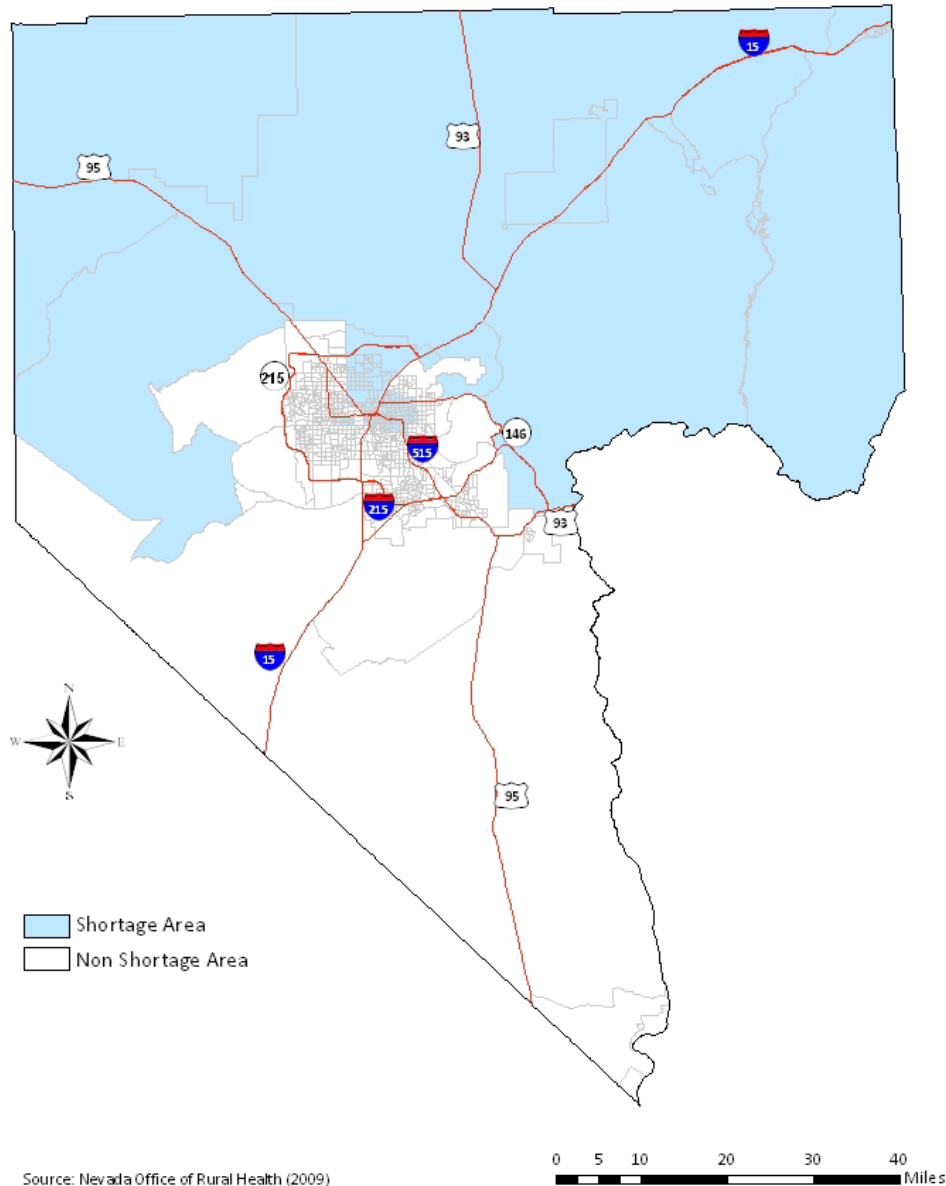 15
93
95
215
146
515
215
93
15
N
W E
S
95
Shortage Area
Non Shortage Area
0 5 10 20 30 40
Miles
Source: Nevada Office of Rural Health (2009)